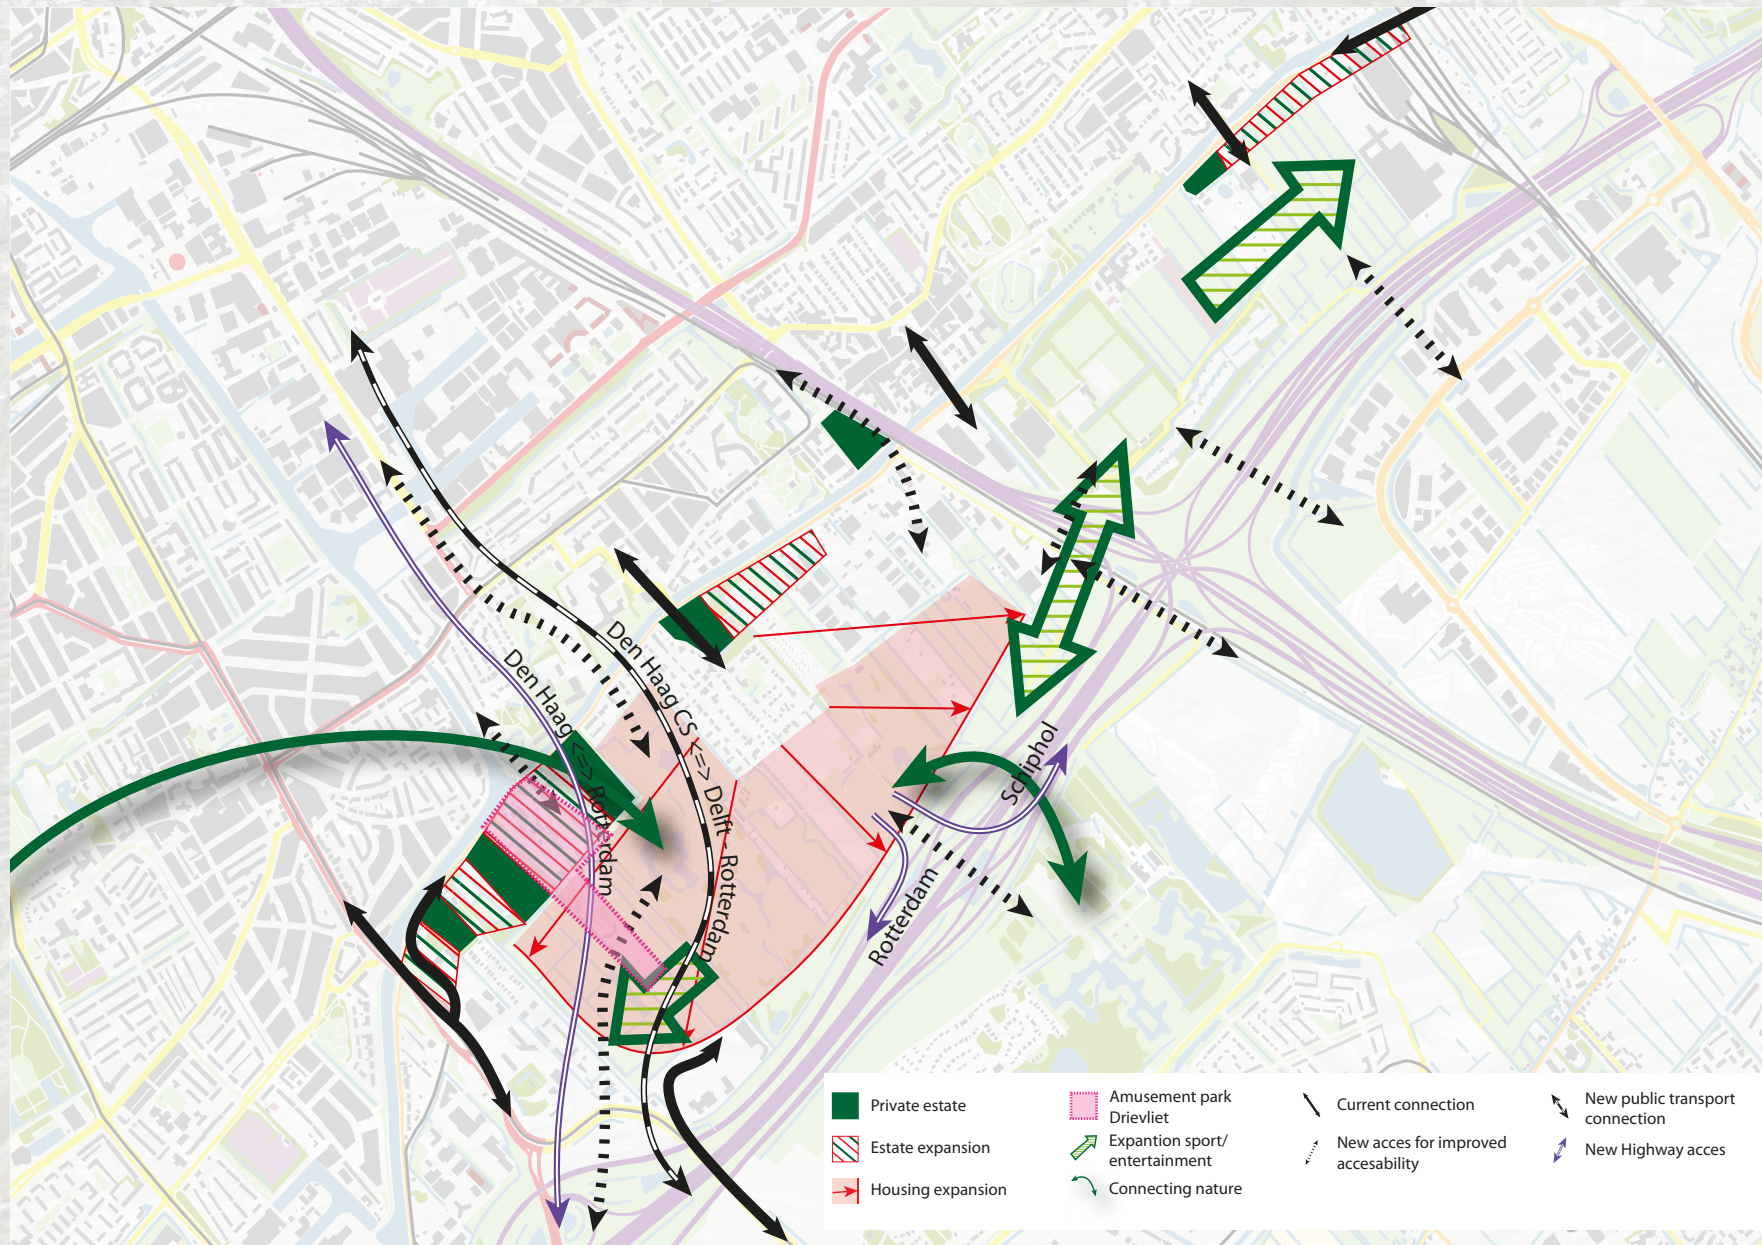 Den Haag <=> Rotterdam
Den Haag CS <=> Delft - Rotterdam
Schiphol
Rotterdam
Private estate
Estate expansion
Housing expansion
Amusement park
Drievliet
Expantion sport/
entertainment
Connecting nature
Current connection
New acces for improved
accesability
New public transport
connection
New Highway acces